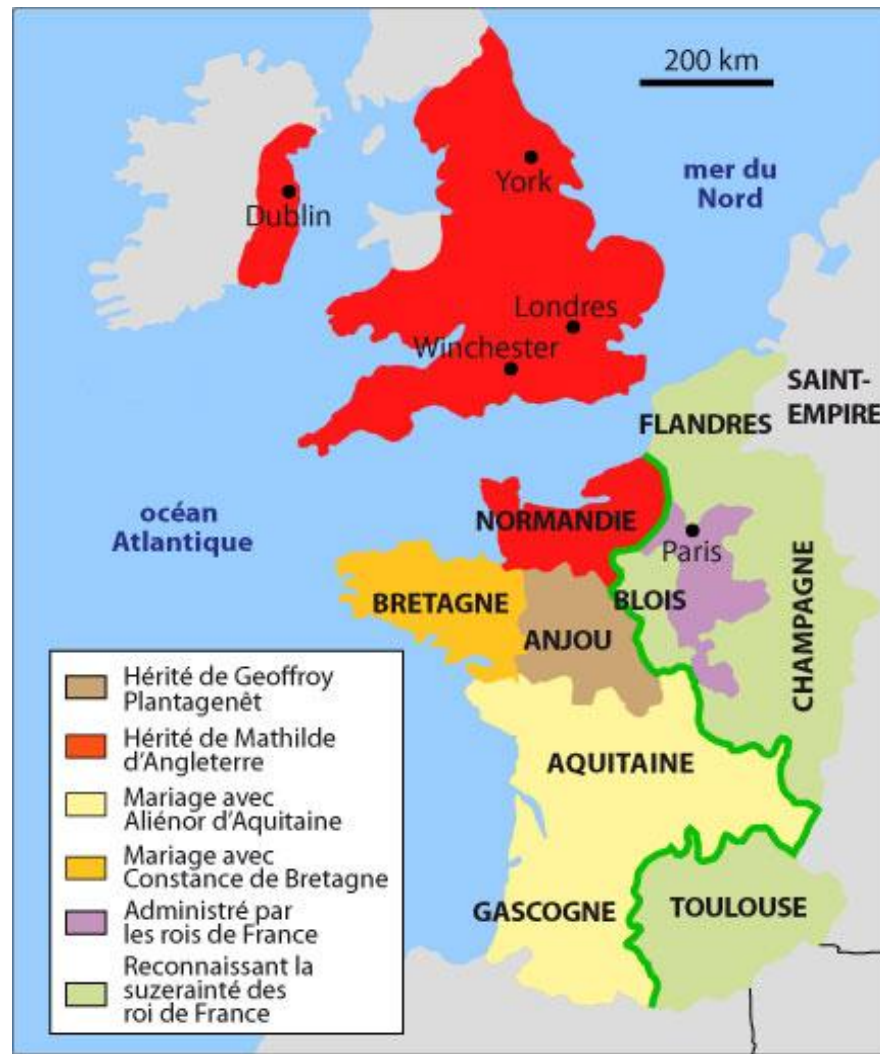 200 km
York
mer du
Nord
Dublin
Londres
Winchester
SAINT-
EMPIRE
FLANDRES
océan
Atlantique
NORMANDIE
Paris
BRETAGNE
BLOIS
ANJOU
CHAMPAGNE
AQUITAINE
GASCOGNE
TOULOUSE
Hérité de Geoffroy
Plantagenêt
Hérité de Mathilde
d'Angleterre
Mariage avec
Aliénor d'Aquitaine
Mariage avec
Constance de Bretagne
Administré par
les rois de France
Reconnaissant la
suzerainté des
roi de France